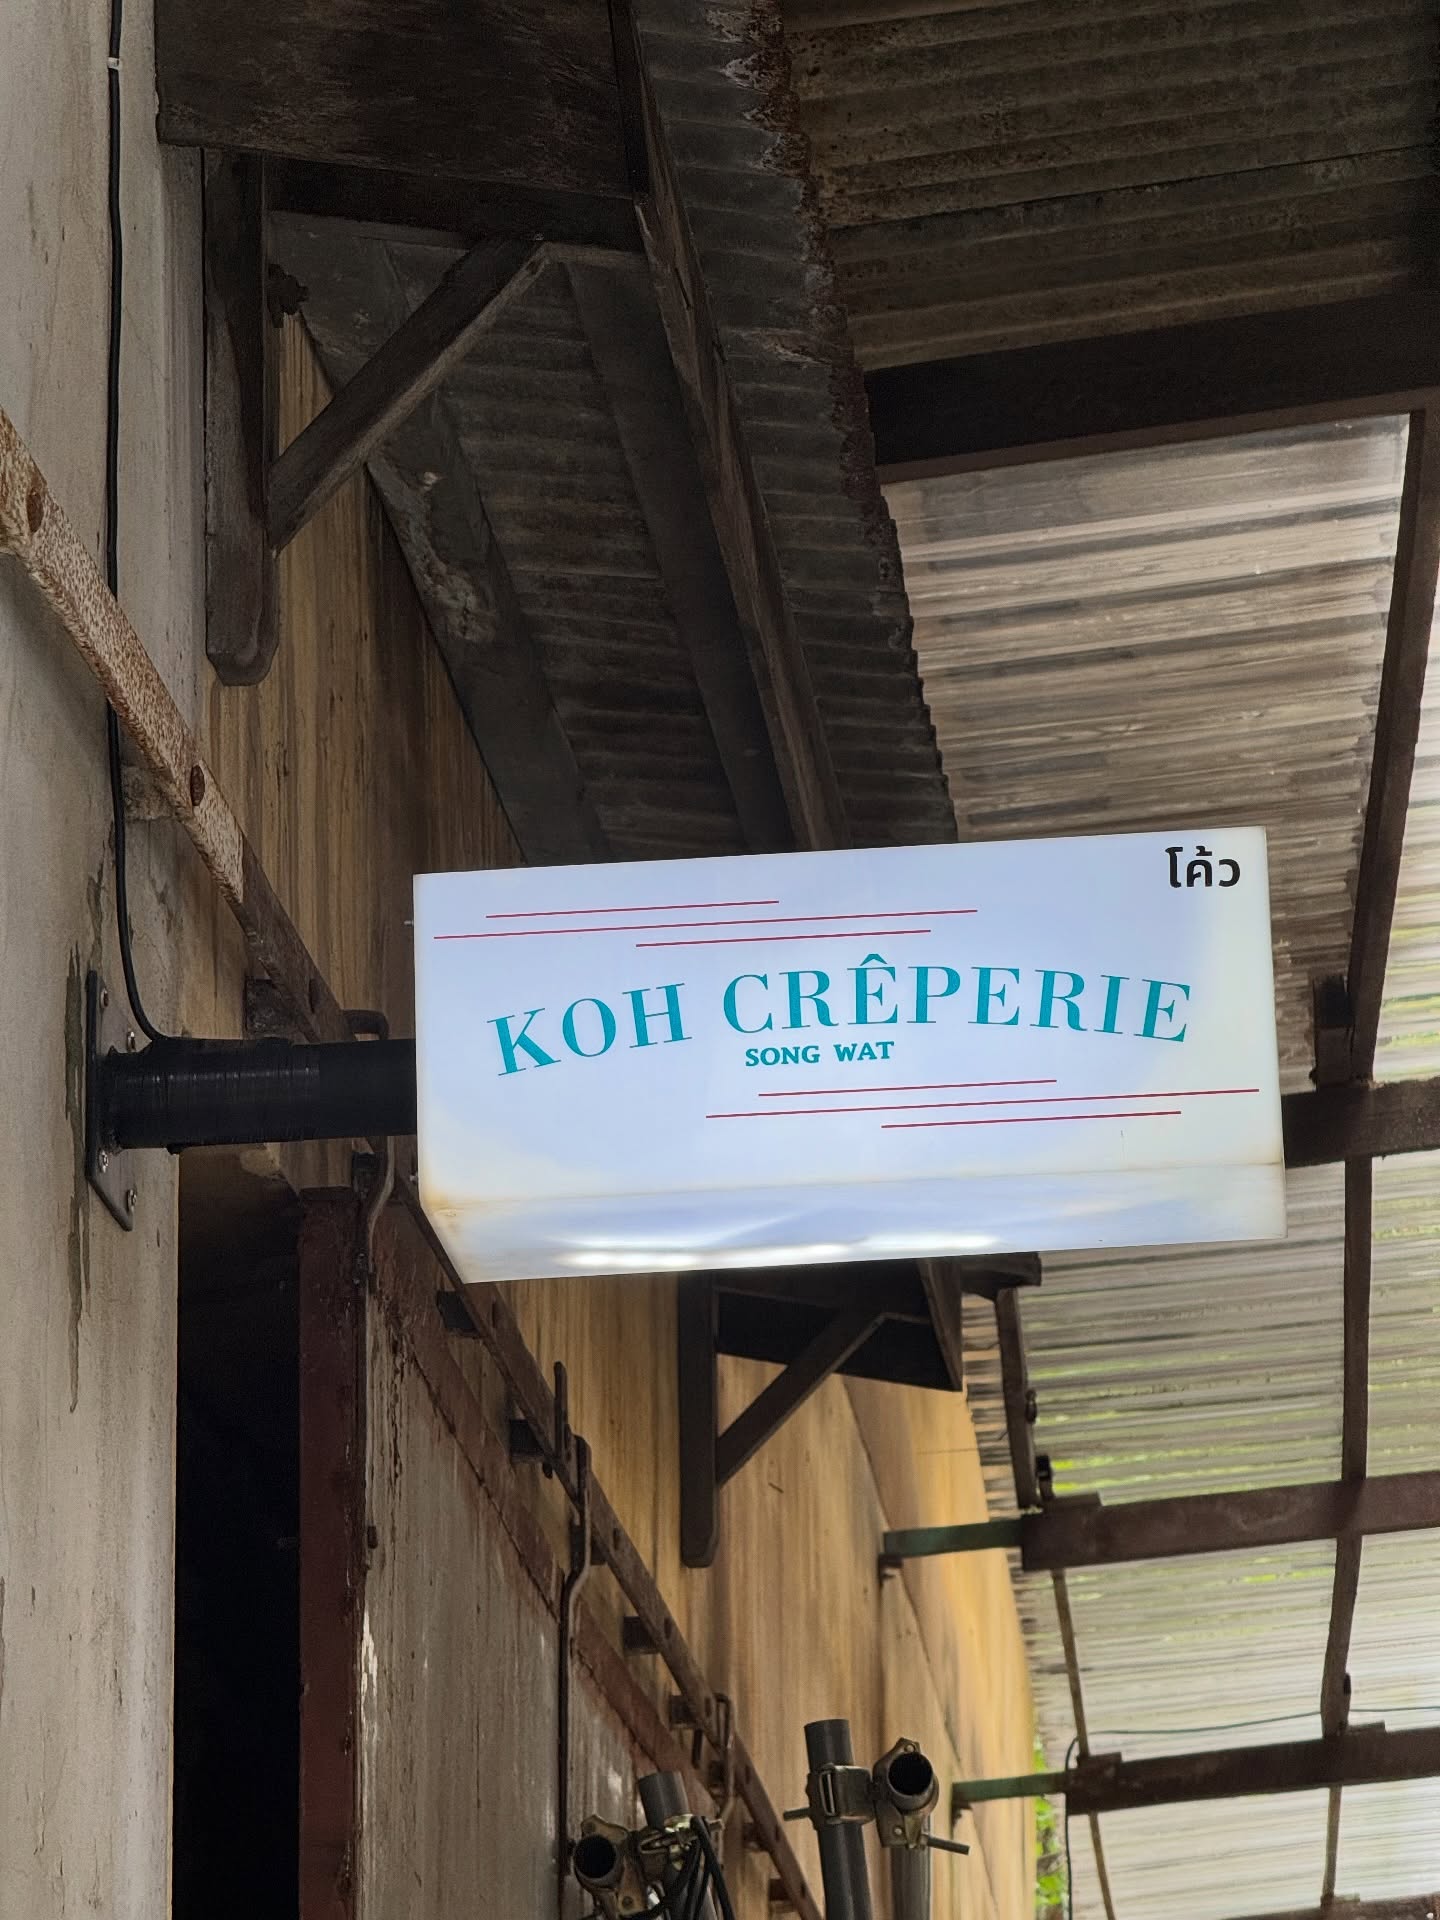 โค้ว
KOH CRÊPERIE
SONG WAT